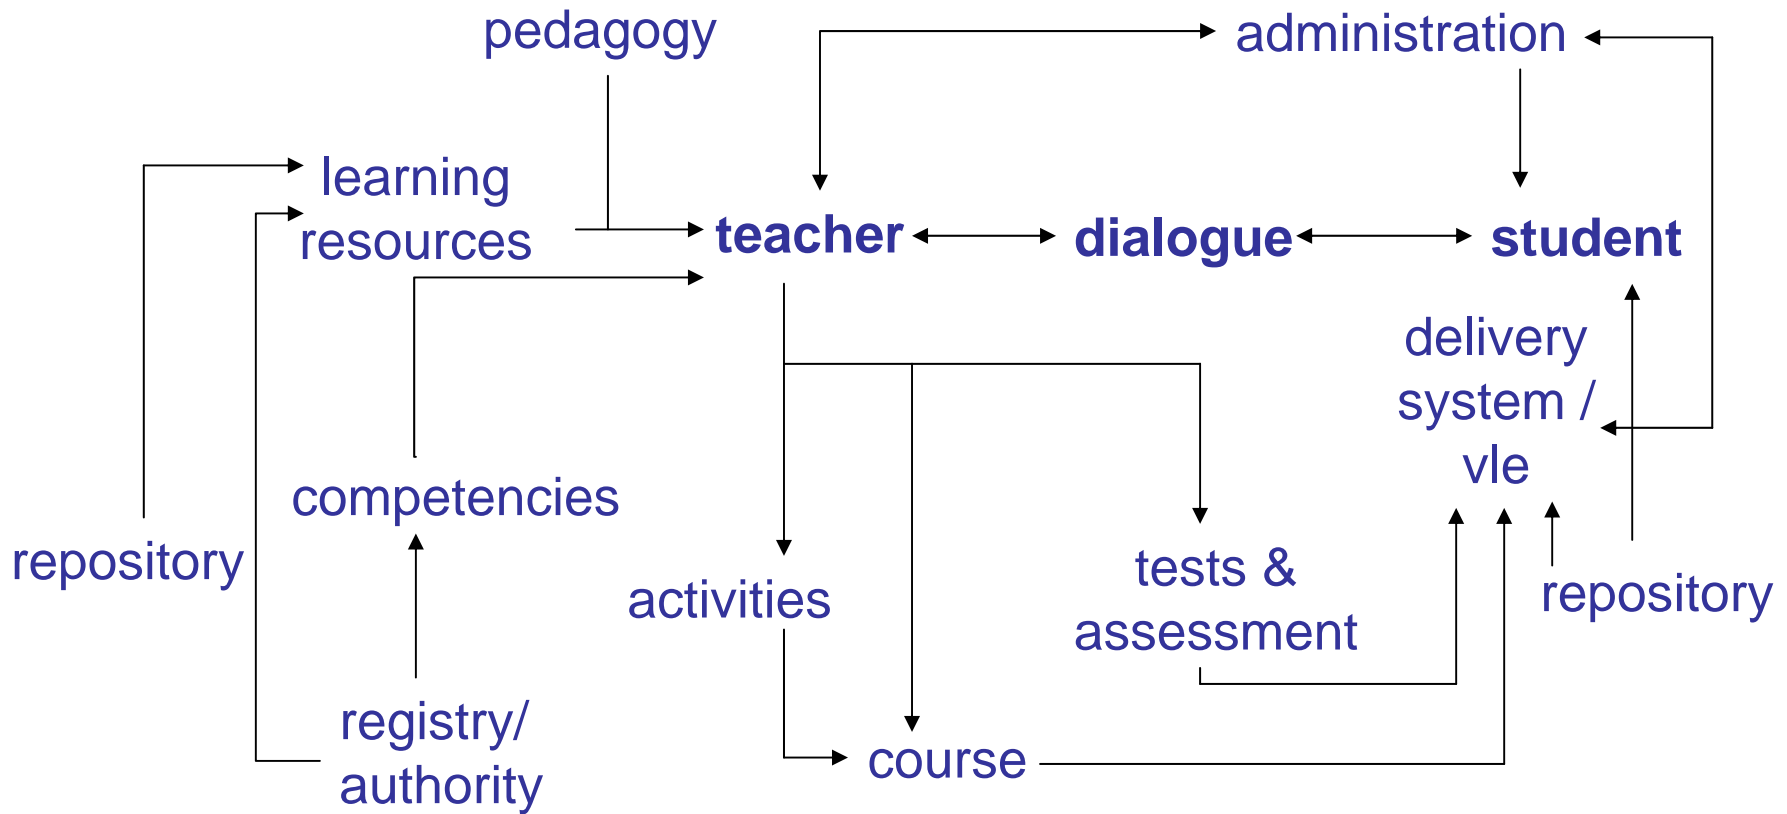 pedagogy
administration
learning
resources
teacher
dialogue
student
delivery
system /
vle
competencies
repository
activities
tests &
assessment
repository
registry/
authority
course